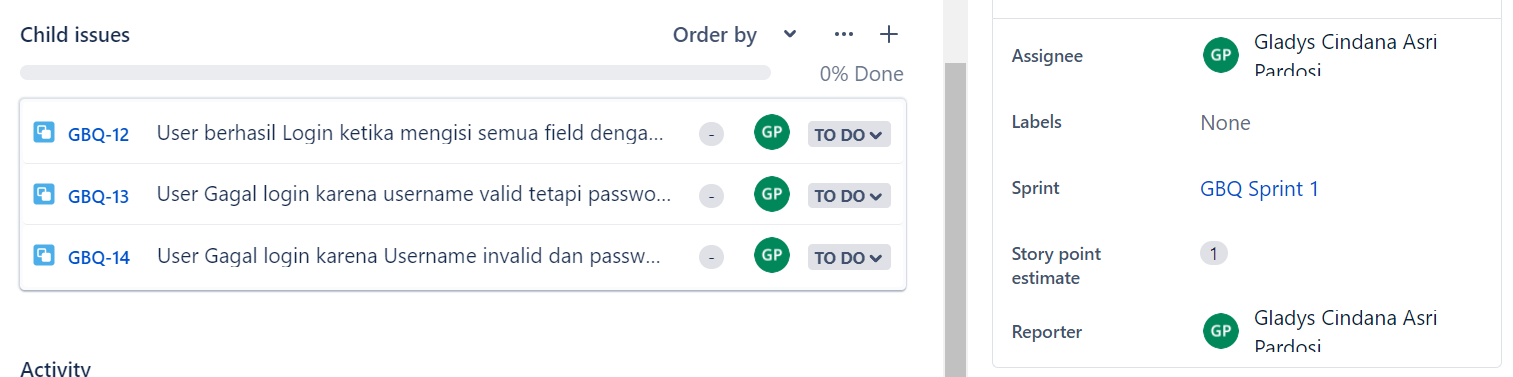 Child issues
Order by
0% Done
GBQ-12 User berhasil Login ketika mengisi semua field denga... - GP TO DO
GBQ-13 User Gagal login karena username valid tetapi passwo... - GP TO DO
GBQ-14 User Gagal login karena Username invalid dan passw... - GP TO DO
Activity
Assignee GP Gladys Cindana Asri
Pardosi
Labels None
Sprint GBQ Sprint 1
Story point
estimate 1
Reporter GP Gladys Cindana Asri
Pardosi